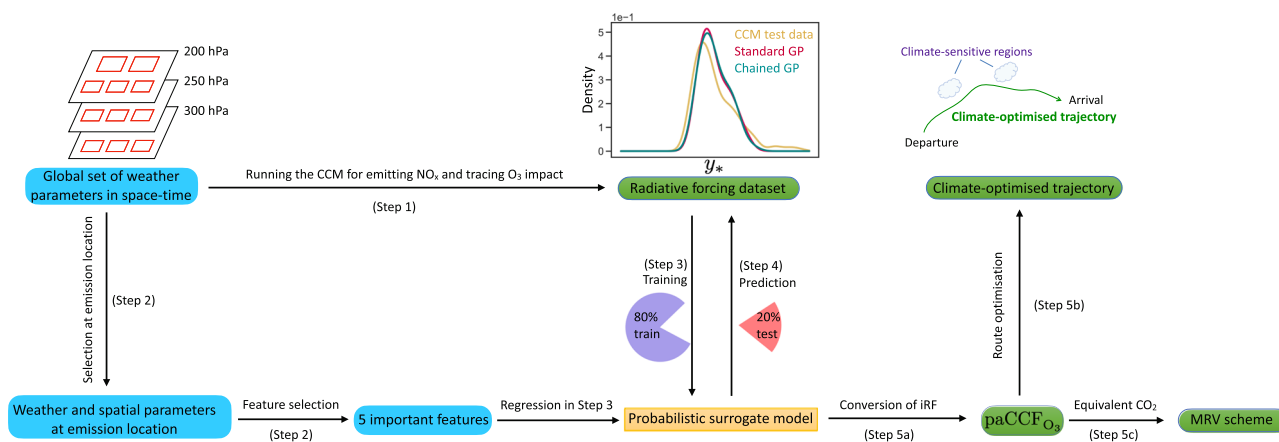 200 hPa
250 hPa
300 hPa
Global set of weather
parameters in space-time
Running the CCM for emitting NOₓ and tracing O₃ impact
(Step 1)
1e−1
5
4
3
2
1
0
Density
CCM test data
Standard GP
Chained GP
y*
Radiative forcing dataset
Climate-sensitive regions
Arrival
Climate-optimised trajectory
Departure
Climate-optimised trajectory
Selection at emission location
(Step 2)
(Step 3)
Training
80%
train
(Step 4)
Prediction
20%
test
Route optimisation
(Step 5b)
Weather and spatial parameters
at emission location
Feature selection
(Step 2)
5 important features
Regression in Step 3
Probabilistic surrogate model
Conversion of iRF
(Step 5a)
paCCF_O₃
Equivalent CO₂
(Step 5c)
MRV scheme